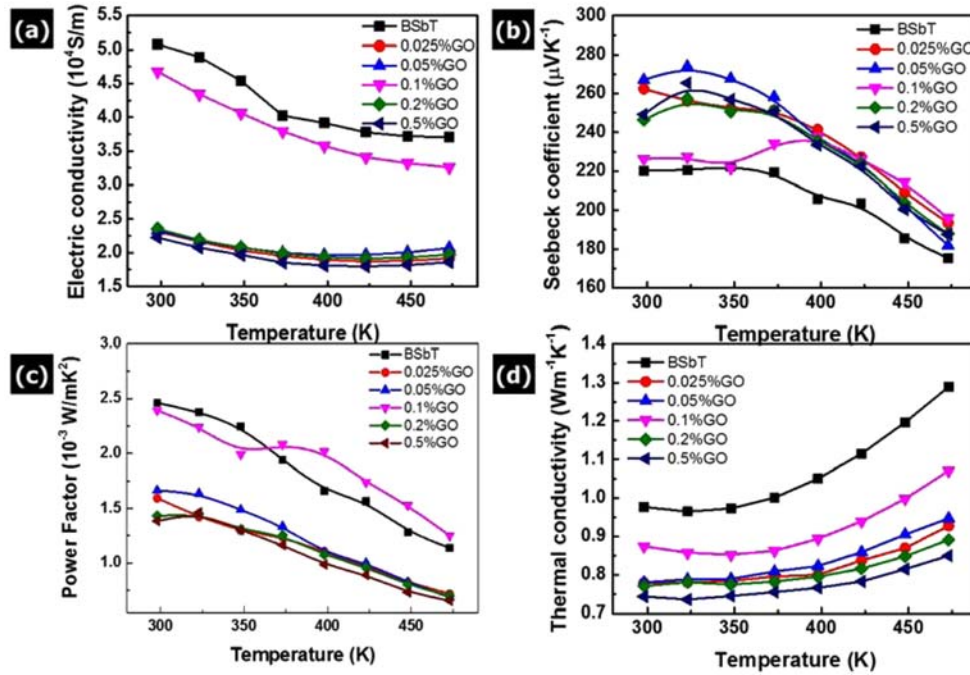 (a)
BSbT
0.025%GO
0.05%GO
0.1%GO
0.2%GO
0.5%GO
Electric conductivity (10⁴S/m)
5.5
5.0
4.5
4.0
3.5
3.0
2.5
2.0
1.5
300 350 400 450
Temperature (K)
(b)
BSbT
0.025%GO
0.05%GO
0.1%GO
0.2%GO
0.5%GO
Seebeck coefficient (μVK⁻¹)
300
280
260
240
220
200
180
160
300 350 400 450
Temperature (K)
(c)
BSbT
0.025%GO
0.05%GO
0.1%GO
0.2%GO
0.5%GO
Power Factor (10⁻³ W/mK²)
3.0
2.5
2.0
1.5
1.0
300 350 400 450
Temperature (K)
(d)
BSbT
0.025%GO
0.05%GO
0.1%GO
0.2%GO
0.5%GO
Thermal conductivity (Wm⁻¹K⁻¹)
1.4
1.3
1.2
1.1
1.0
0.9
0.8
0.7
300 350 400 450
Temperature (K)